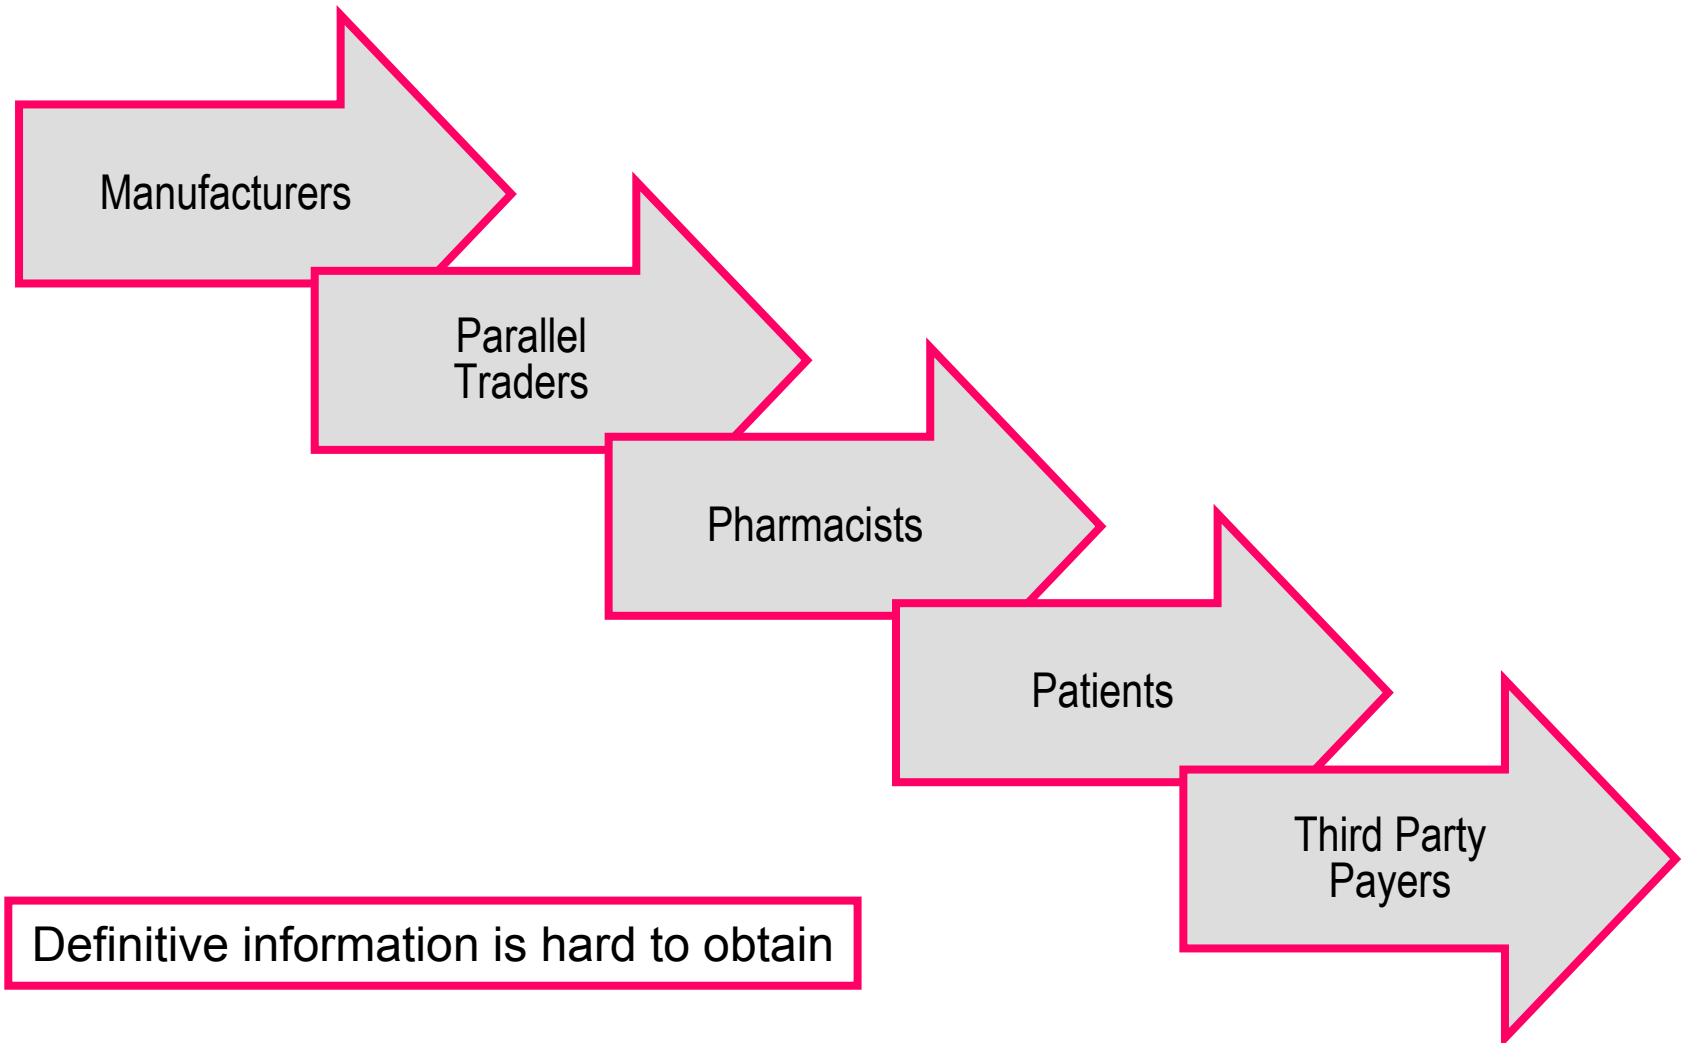 Manufacturers
Parallel
Traders
Pharmacists
Patients
Third Party
Payers
Definitive information is hard to obtain